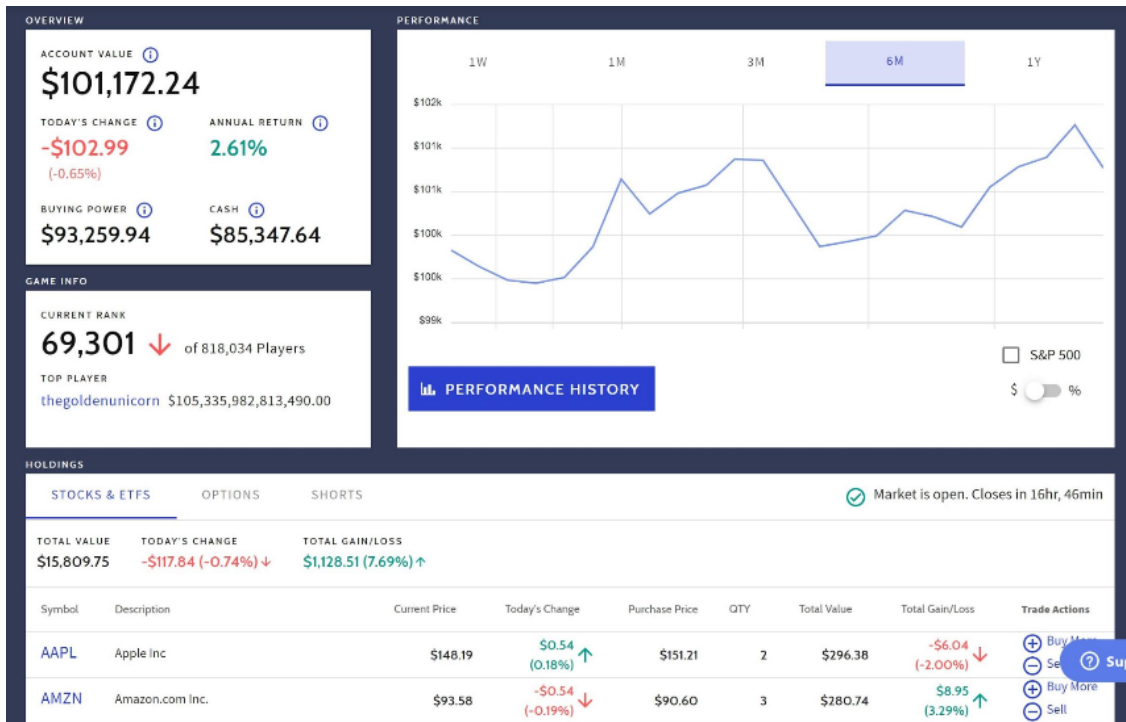 OVERVIEW
ACCOUNT VALUE
$101,172.24
TODAY'S CHANGE ANNUAL RETURN
-$102.99 2.61%
(-0.65%)
BUYING POWER CASH
$93,259.94 $85,347.64
GAME INFO
CURRENT RANK
69,301 of 818,034 Players
TOP PLAYER
thegoldenunicorn $105,335,982,813,490.00
PERFORMANCE
1W 1M 3M 6M 1Y
$102k
$101k
$101k
$100k
$100k
$99k
S&P 500
PERFORMANCE HISTORY
$ %
HOLDINGS
STOCKS & ETFS OPTIONS SHORTS Market is open. Closes in 16hr, 46min
TOTAL VALUE TODAY'S CHANGE TOTAL GAIN/LOSS
$15,809.75 -$117.84 (-0.74%) $1,128.51 (7.69%)
Symbol Description Current Price Today's Change Purchase Price QTY Total Value Total Gain/Loss Trade Actions
AAPL Apple Inc $148.19 $0.54 (0.18%) $151.21 2 $296.38 -$6.04 (-2.00%) Buy
AMZN Amazon.com Inc. $93.58 -$0.54 (-0.19%) $90.60 3 $280.74 $8.95 (3.29%) Buy More
Sell